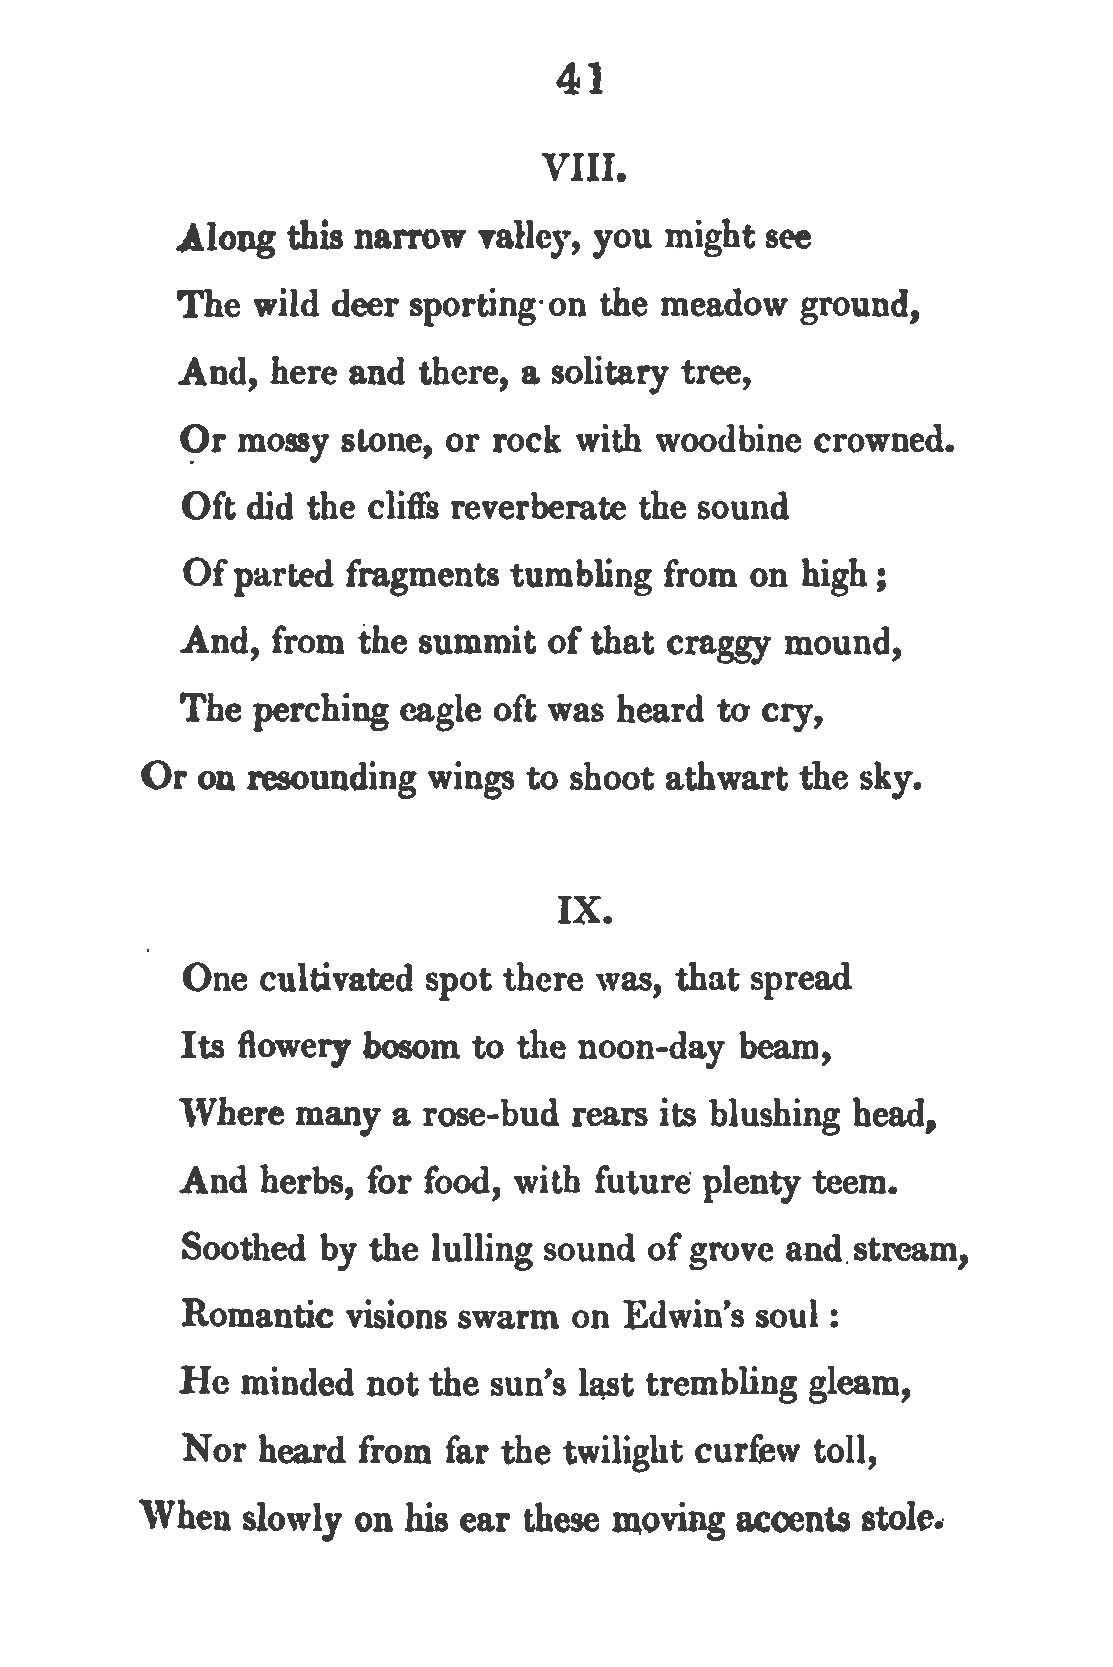 41
VIII.
Along this narrow valley, you might see
The wild deer sporting on the meadow ground,
And, here and there, a solitary tree,
Or mossy stone, or rock with woodbine crowned.
Oft did the cliffs reverberate the sound
Of parted fragments tumbling from on high;
And, from the summit of that craggy mound,
The perching eagle oft was heard to cry,
Or on resounding wings to shoot athwart the sky.
IX.
One cultivated spot there was, that spread
Its flowery bosom to the noon-day beam,
Where many a rose-bud rears its blushing head,
And herbs, for food, with future plenty teem.
Soothed by the lulling sound of grove and stream,
Romantic visions swarm on Edwin's soul:
He minded not the sun's last trembling gleam,
Nor heard from far the twilight curfew toll,
When slowly on his ear these moving accents stole.